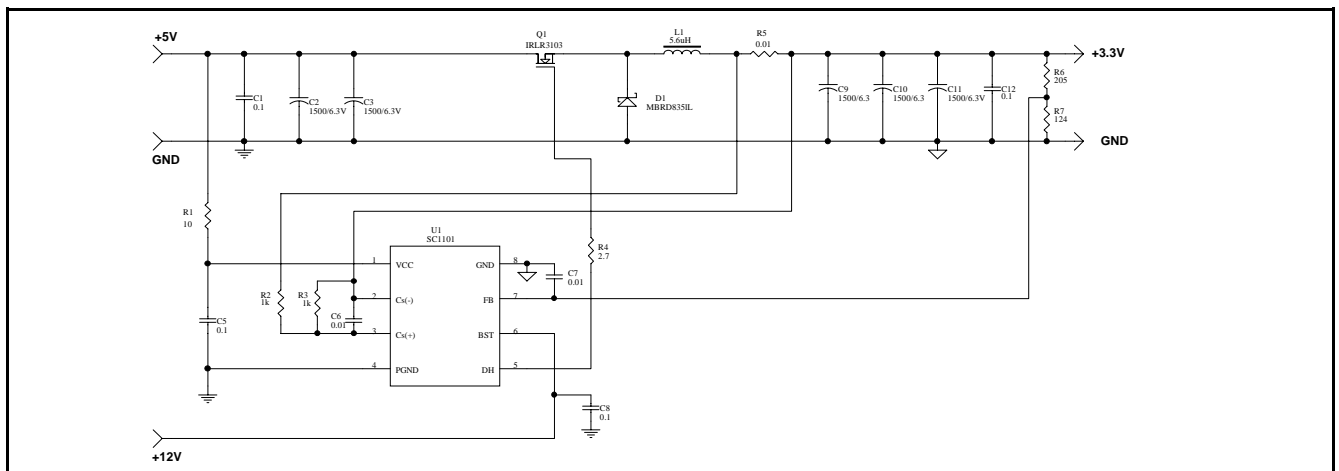 +5V
Q1
IRLR3103
L1
5.6uH
R5
0.01
+3.3V
C1
0.1
C2
1500/6.3V
C3
1500/6.3V
D1
MBRD835IL
C9
1500/6.3
C10
1500/6.3
C11
1500/6.3V
C12
0.1
R6
205
R7
124
GND
GND
R1
10
U1
SC1101
R4
2.7
1
VCC
GND
8
C7
0.01
R2
1k
R3
1k
2
Cs(-)
FB
7
C6
0.01
C5
0.1
3
Cs(+)
BST
6
4
PGND
DH
5
C8
0.1
+12V